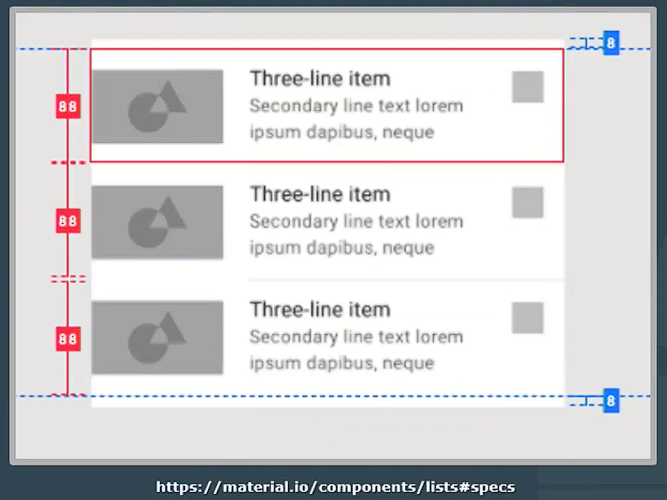 8
88
Three-line item
Secondary line text lorem
ipsum dapibus, neque
88
Three-line item
Secondary line text lorem
ipsum dapibus, neque
88
Three-line item
Secondary line text lorem
ipsum dapibus, neque
8
https://material.io/components/lists#specs